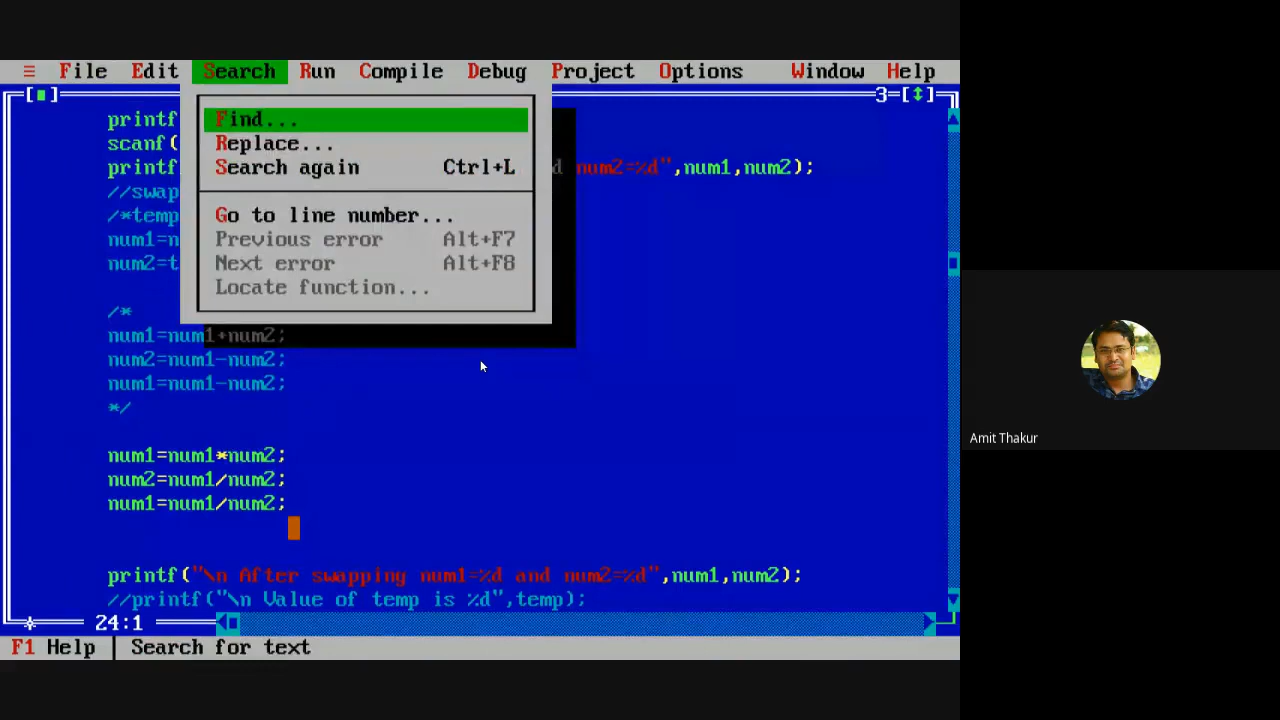 ≡ File Edit Search Run Compile Debug Project Options Window Help
[■] 3=[↕]
Find...
Replace...
Search again Ctrl+L
Go to line number...
Previous error Alt+F7
Next error Alt+F8
Locate function...
printf
scanf(
printf d num2=%d",num1,num2);
//swap
/*temp
num1=n
num2=t
/*
num1=num1+num2;
num2=num1-num2;
num1=num1-num2;
*/
num1=num1*num2;
num2=num1/num2;
num1=num1/num2;
printf("\n After swapping num1=%d and num2=%d",num1,num2);
//printf("\n Value of temp is %d",temp);
24:1
F1 Help | Search for text
Amit Thakur